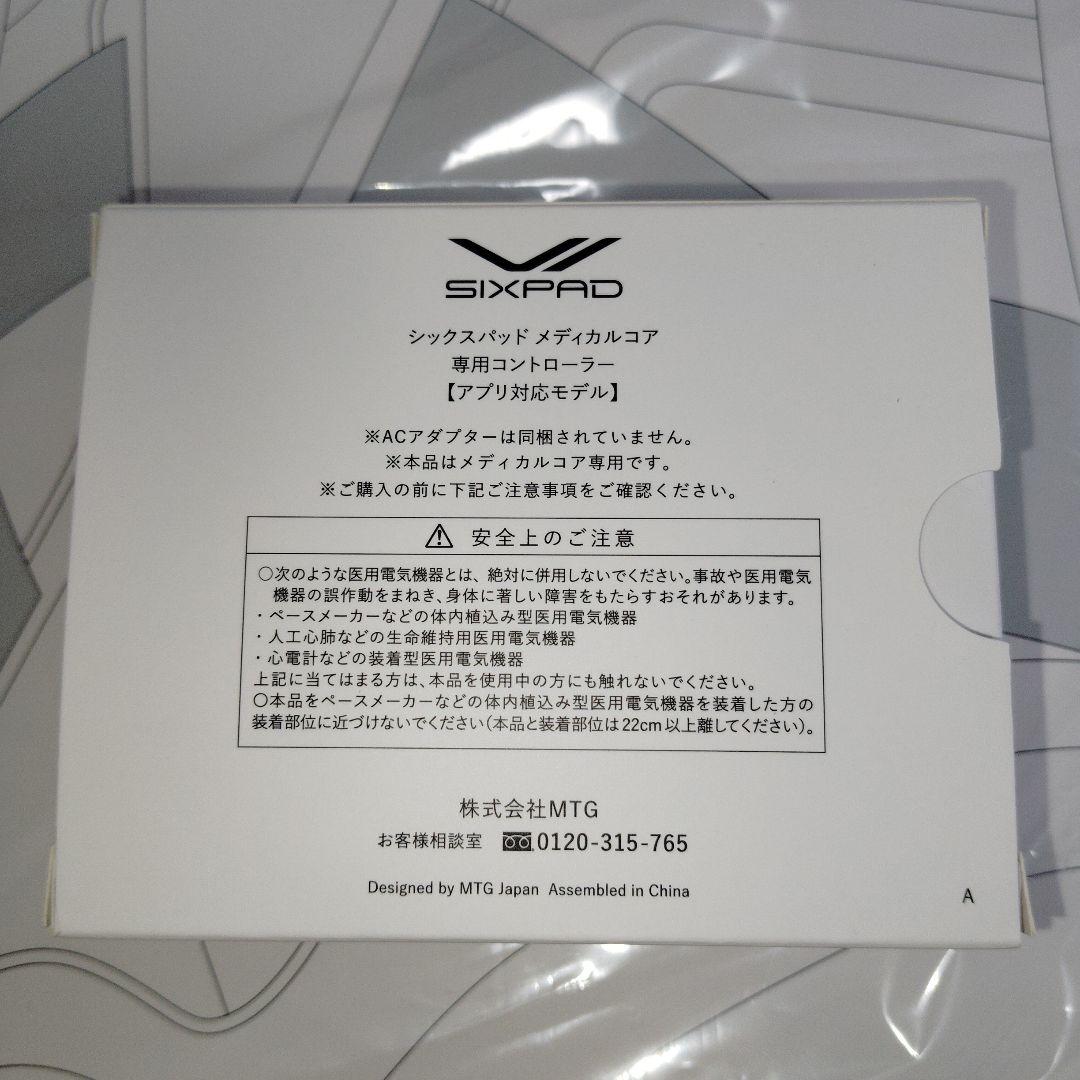 SIXPAD
シックスパッド メディカルコア
専用コントローラー
【アプリ対応モデル】
※ACアダプターは同梱されていません。
※本品はメディカルコア専用です。
※ご購入の前に下記ご注意事項をご確認ください。
⚠ 安全上のご注意
○次のような医用電気機器とは、絶対に併用しないでください。事故や医用電気
機器の誤作動をまねき、身体に著しい障害をもたらすおそれがあります。
・ペースメーカーなどの体内植込み型医用電気機器
・人工心肺などの生命維持用医用電気機器
・心電計などの装着型医用電気機器
上記に当てはまる方は、本品を使用中の方にも触れないでください。
○本品をペースメーカーなどの体内植込み型医用電気機器を装着した方の
装着部位に近づけないでください(本品と装着部位は22cm以上離してください)。
株式会社MTG
お客様相談室 0120-315-765
Designed by MTG Japan Assembled in China
A